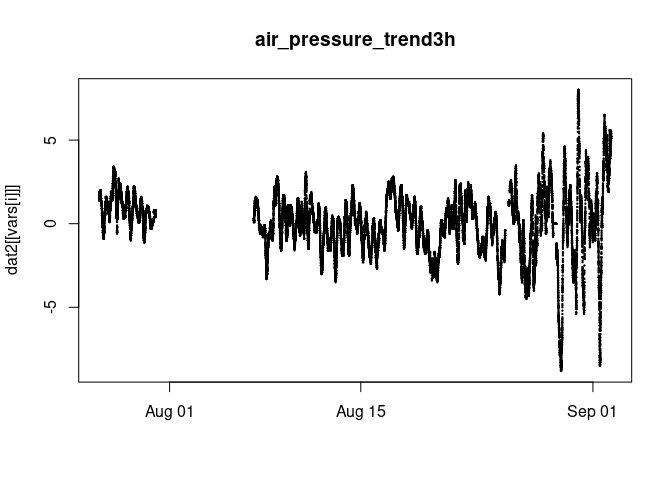 air_pressure_trend3h
dat2[[vars[i]]]
5
0
-5
Aug 01
Aug 15
Sep 01